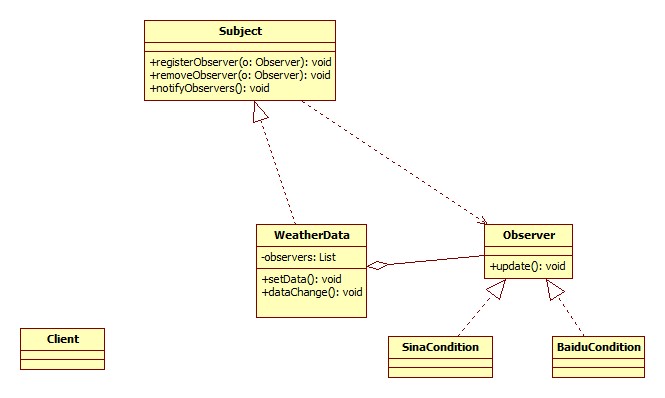 Subject
+registerObserver(o: Observer): void
+removeObserver(o: Observer): void
+notifyObservers(): void
WeatherData
-observers: List
+setData(): void
+dataChange(): void
Observer
+update(): void
Client
SinaCondition
BaiduCondition